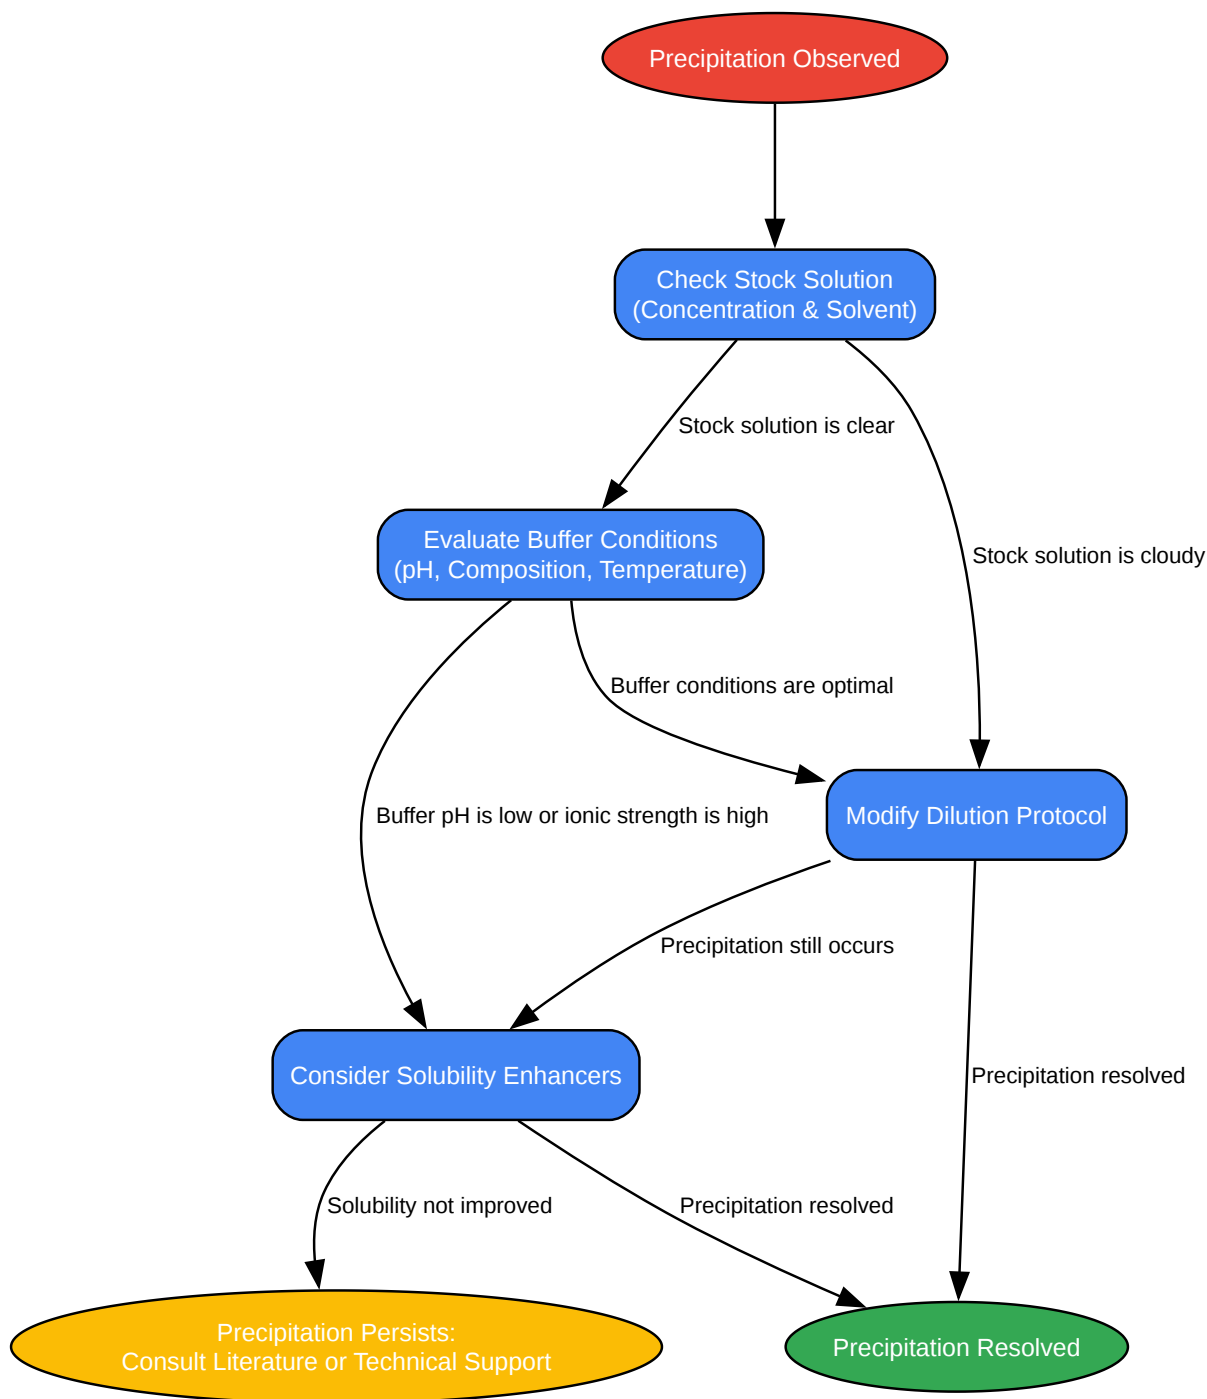 Precipitation Observed
Check Stock Solution
(Concentration & Solvent)
Stock solution is clear
Evaluate Buffer Conditions
(pH, Composition, Temperature)
Stock solution is cloudy
Buffer conditions are optimal
Buffer pH is low or ionic strength is high
Modify Dilution Protocol
Precipitation still occurs
Consider Solubility Enhancers
Precipitation resolved
Solubility not improved
Precipitation resolved
Precipitation Persists:
Consult Literature or Technical Support
Precipitation Resolved